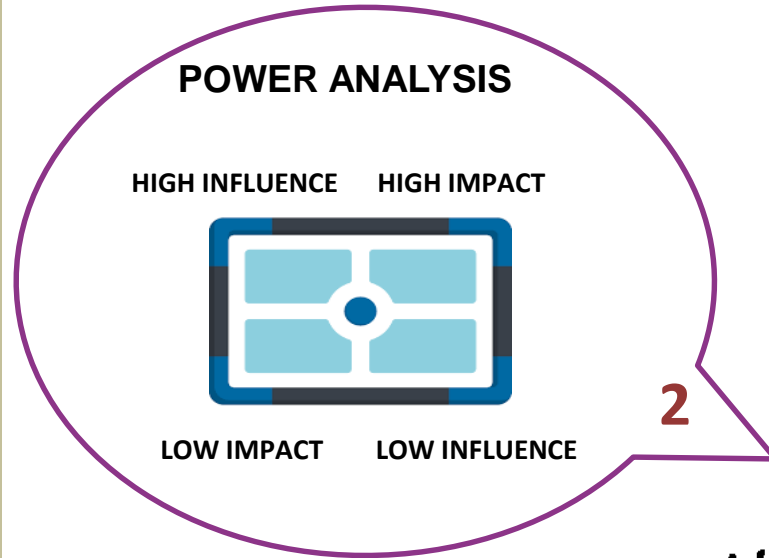 POWER ANALYSIS
HIGH INFLUENCE HIGH IMPACT
2
LOW IMPACT LOW INFLUENCE